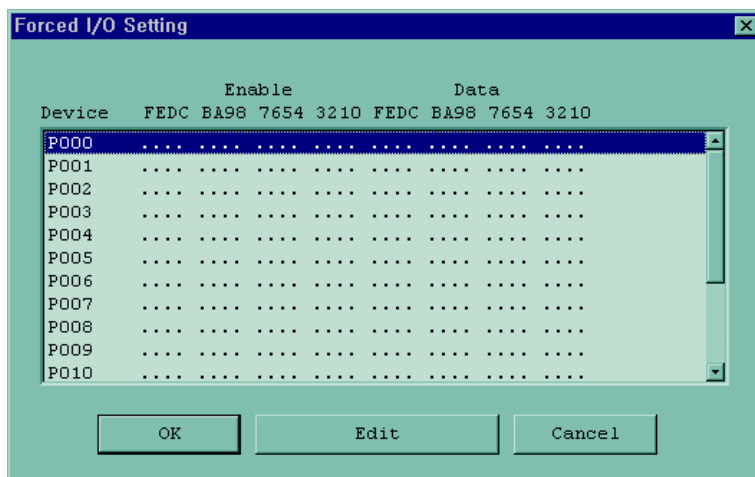 Forced I/O Setting
Enable Data
Device FEDC BA98 7654 3210 FEDC BA98 7654 3210
P000 .... .... .... .... .... .... .... ....
P001 .... .... .... .... .... .... .... ....
P002 .... .... .... .... .... .... .... ....
P003 .... .... .... .... .... .... .... ....
P004 .... .... .... .... .... .... .... ....
P005 .... .... .... .... .... .... .... ....
P006 .... .... .... .... .... .... .... ....
P007 .... .... .... .... .... .... .... ....
P008 .... .... .... .... .... .... .... ....
P009 .... .... .... .... .... .... .... ....
P010 .... .... .... .... .... .... .... ....
OK Edit Cancel